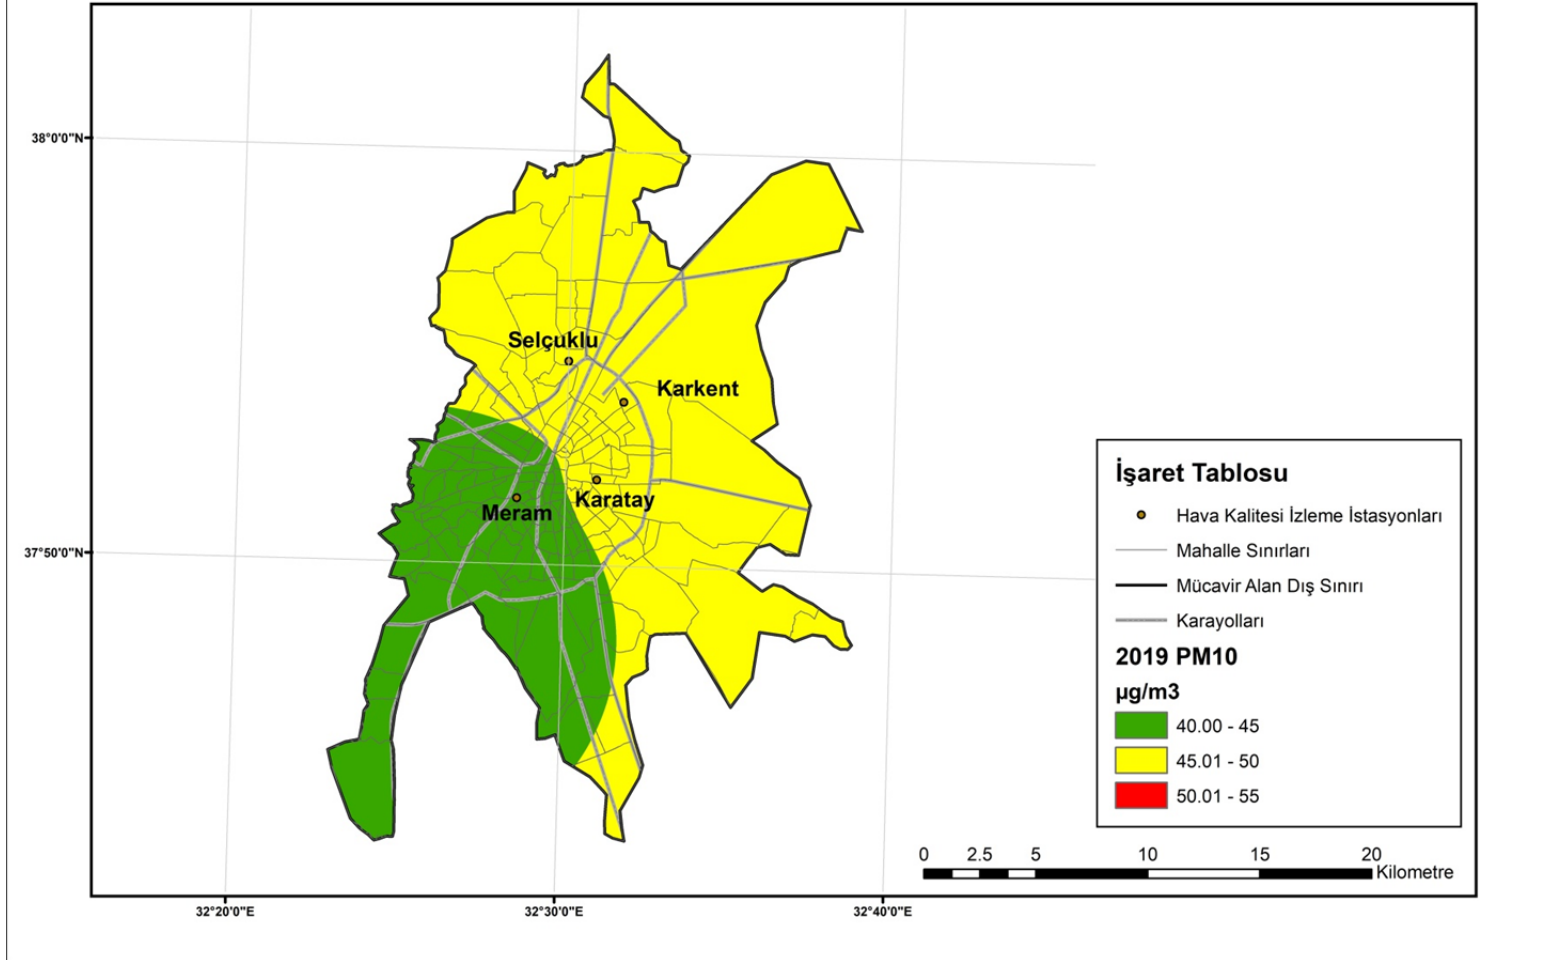 38°0'0"N
Selçuklu
Karkent
Karatay
Meram
37°50'0"N
İşaret Tablosu
Hava Kalitesi İzleme İstasyonları
Mahalle Sınırları
Mücavir Alan Dış Sınırı
Karayolları
2019 PM10
µg/m3
40.00 - 45
45.01 - 50
50.01 - 55
0 2.5 5 10 15 20
Kilometre
32°20'0"E 32°30'0"E 32°40'0"E